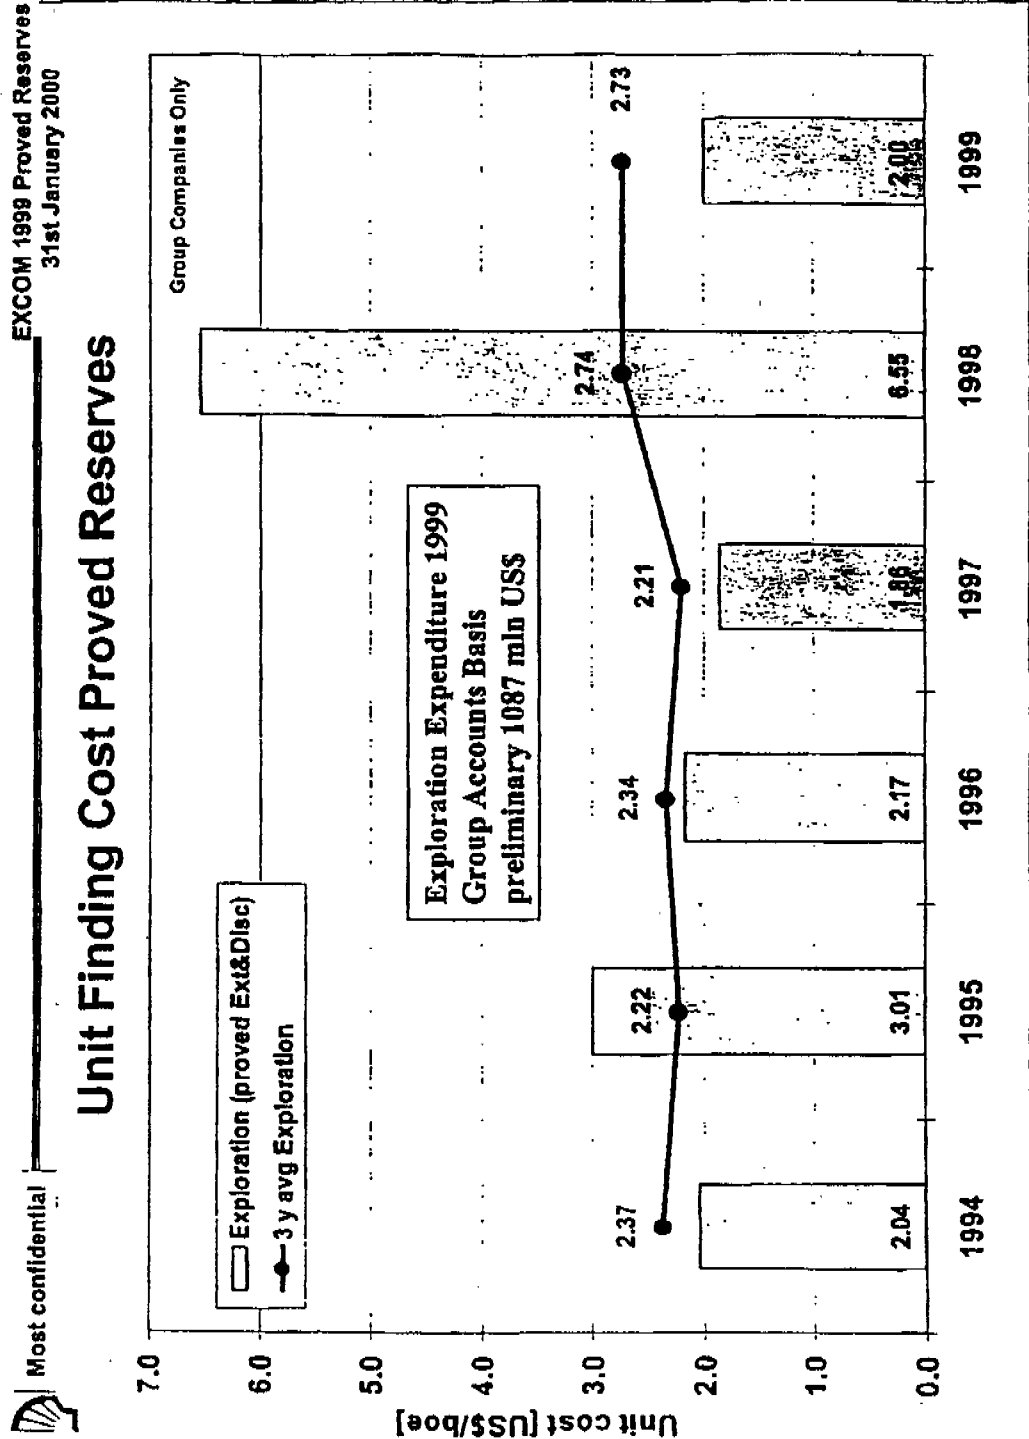 Most confidential
EXCOM 1999 Proved Reserves
31st January 2000
Unit Finding Cost Proved Reserves
Group Companies Only
Exploration (proved Ext&Disc)
3 y avg Exploration
Exploration Expenditure 1999
Group Accounts Basis
preliminary 1087 mln US$
Unit cost [US$/boe]
7.0
6.0
5.0
4.0
3.0
2.0
1.0
0.0
2.37
2.22
2.34
2.21
2.74
2.73
2.04
3.01
2.17
1.86
6.55
2.00
1994
1995
1996
1997
1998
1999